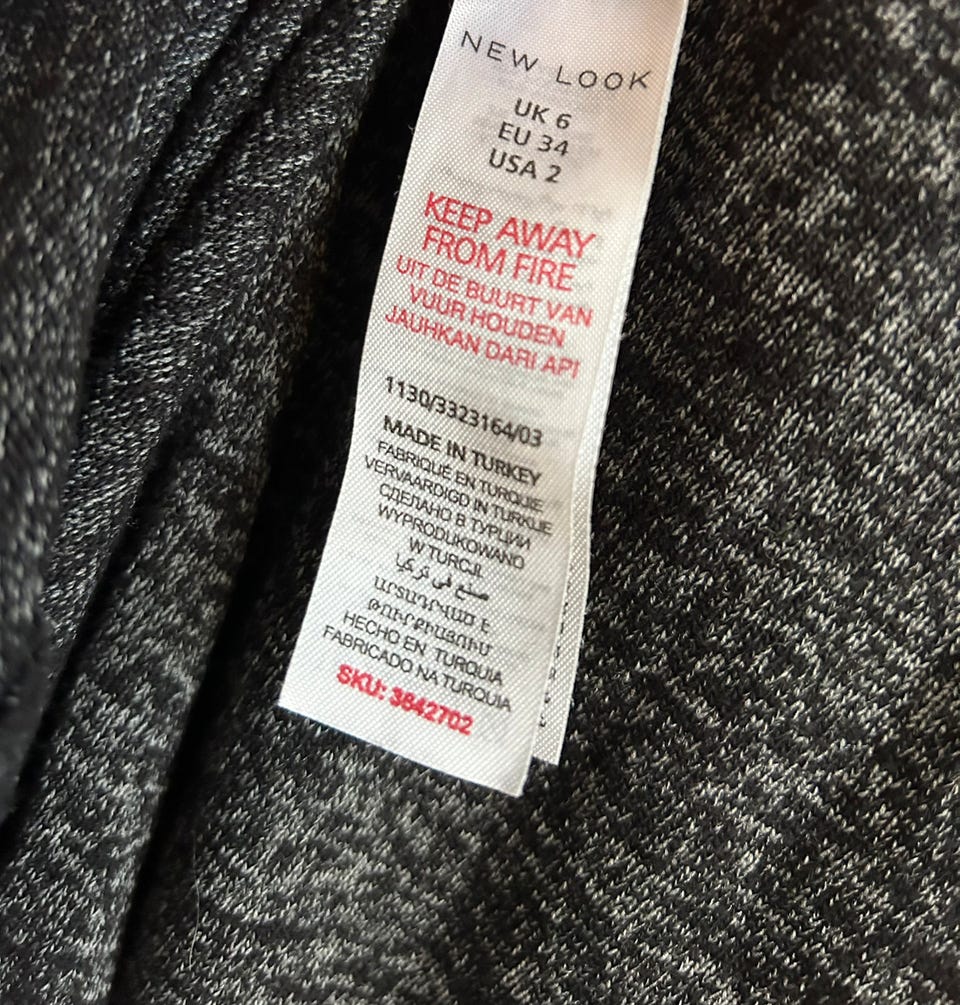 NEW LOOK
UK 6
EU 34
USA 2
KEEP AWAY
FROM FIRE
UIT DE BUURT VAN
VUUR HOUDEN
JAUHKAN DARI API
1130/3323164/03
MADE IN TURKEY
FABRIQUÉ EN TURQUIE
VERVAARDIGD IN TURKIJE
СДЕЛАНО В ТУРЦИИ
WYPRODUKOWANO
W TURCJI
صنع في تركيا
ԱՐՏԱԴՐՎԱԾ Է
ԹՈՒՐՔԻԱՅՈՒՄ
HECHO EN TURQUIA
FABRICADO NA TURQUIA
SKU: 3842702